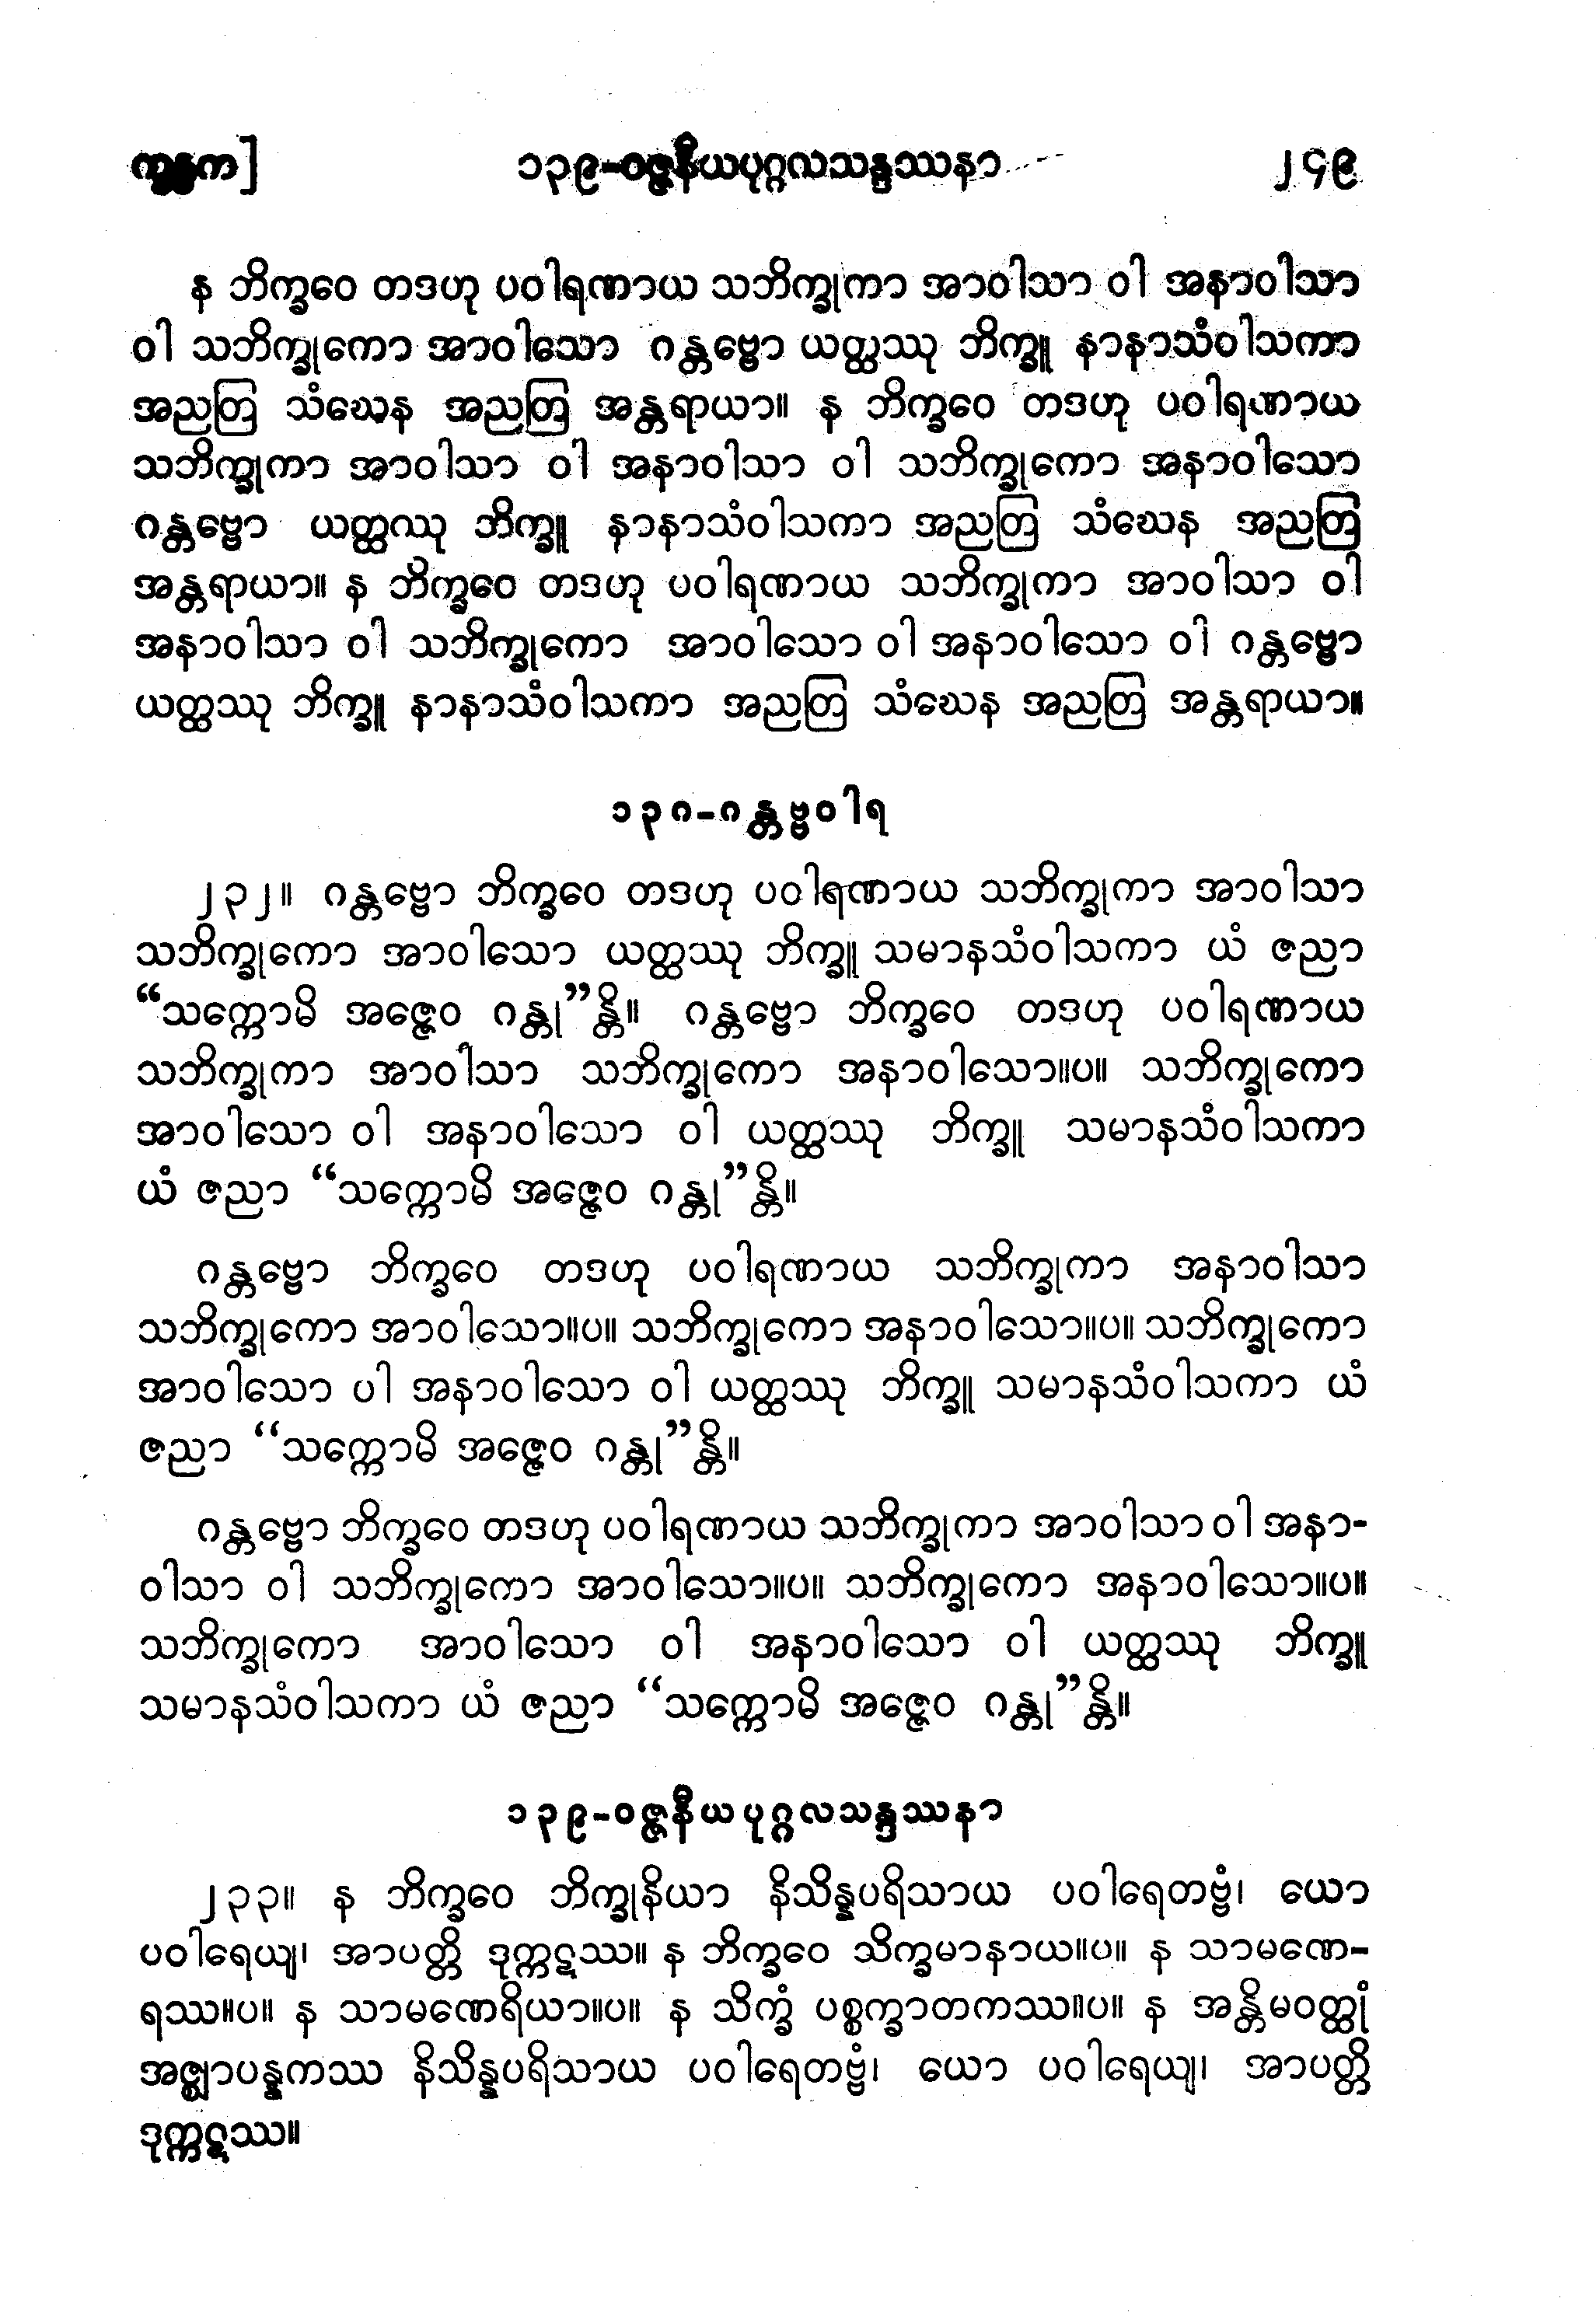 ၁၃၉-ဝဇ္ဇနီယပုဂ္ဂလသန္ဒဿနာ ၂၄၉
န ဘိက္ခဝေ တဒဟု ပဝါရဏာယ သဘိက္ခုကာ အာဝါသာ ဝါ အနာဝါသာ
ဝါ သဘိက္ခုကော အာဝါသော ဂန္တဗ္ဗော ယတ္ထဿု ဘိက္ခူ နာနာသံဝါသကာ
အညတြ သံဃေန အညတြ အန္တရာယာ။ န ဘိက္ခဝေ တဒဟု ပဝါရဏာယ
သဘိက္ခုကာ အာဝါသာ ဝါ အနာဝါသာ ဝါ သဘိက္ခုကော အနာဝါသော
ဂန္တဗ္ဗော ယတ္ထဿု ဘိက္ခူ နာနာသံဝါသကာ အညတြ သံဃေန အညတြ
အန္တရာယာ။ န ဘိက္ခဝေ တဒဟု ပဝါရဏာယ သဘိက္ခုကာ အာဝါသာ ဝါ
အနာဝါသာ ဝါ သဘိက္ခုကော အာဝါသော ဝါ အနာဝါသော ဝါ ဂန္တဗ္ဗော
ယတ္ထဿု ဘိက္ခူ နာနာသံဝါသကာ အညတြ သံဃေန အညတြ အန္တရာယာ။
၁၃၈-ဂန္တဗ္ဗဝါရ
၂၃၂။ ဂန္တဗ္ဗော ဘိက္ခဝေ တဒဟု ပဝါရဏာယ သဘိက္ခုကာ အာဝါသာ
သဘိက္ခုကော အာဝါသော ယတ္ထဿု ဘိက္ခူ သမာနသံဝါသကာ ယံ ဇညာ
“သက္ကောမိ အဇ္ဇေဝ ဂန္တု”န္တိ။ ဂန္တဗ္ဗော ဘိက္ခဝေ တဒဟု ပဝါရဏာယ
သဘိက္ခုကာ အာဝါသာ သဘိက္ခုကော အနာဝါသော။ပ။ သဘိက္ခုကော
အာဝါသော ဝါ အနာဝါသော ဝါ ယတ္ထဿု ဘိက္ခူ သမာနသံဝါသကာ
ယံ ဇညာ “သက္ကောမိ အဇ္ဇေဝ ဂန္တု”န္တိ။
ဂန္တဗ္ဗော ဘိက္ခဝေ တဒဟု ပဝါရဏာယ သဘိက္ခုကာ အနာဝါသာ
သဘိက္ခုကော အာဝါသော။ပ။ သဘိက္ခုကော အနာဝါသော။ပ။ သဘိက္ခုကော
အာဝါသော ပါ အနာဝါသော ဝါ ယတ္ထဿု ဘိက္ခူ သမာနသံဝါသကာ ယံ
ဇညာ “သက္ကောမိ အဇ္ဇေဝ ဂန္တု”န္တိ။
ဂန္တဗ္ဗော ဘိက္ခဝေ တဒဟု ပဝါရဏာယ သဘိက္ခုကာ အာဝါသာ ဝါ အနာ-
ဝါသာ ဝါ သဘိက္ခုကော အာဝါသော။ပ။ သဘိက္ခုကော အနာဝါသော။ပ။
သဘိက္ခုကော အာဝါသော ဝါ အနာဝါသော ဝါ ယတ္ထဿု ဘိက္ခူ
သမာနသံဝါသကာ ယံ ဇညာ “သက္ကောမိ အဇ္ဇေဝ ဂန္တု”န္တိ။
၁၃၉-ဝဇ္ဇနီယပုဂ္ဂလသန္ဒဿနာ
၂၃၃။ န ဘိက္ခဝေ ဘိက္ခုနိယာ နိသိန္နပရိသာယ ပဝါရေတဗ္ဗံ၊ ယော
ပဝါရေယျ၊ အာပတ္တိ ဒုက္ကဋဿ။ န ဘိက္ခဝေ သိက္ခမာနာယ။ပ။ န သာမဏေ-
ရဿ။ပ။ န သာမဏေရိယာ။ပ။ န သိက္ခံ ပစ္စက္ခာတကဿ။ပ။ န အန္တိမဝတ္ထုံ
အဇ္ဈာပန္နကဿ နိသိန္နပရိသာယ ပဝါရေတဗ္ဗံ၊ ယော ပဝါရေယျ၊ အာပတ္တိ
ဒုက္ကဋဿ။